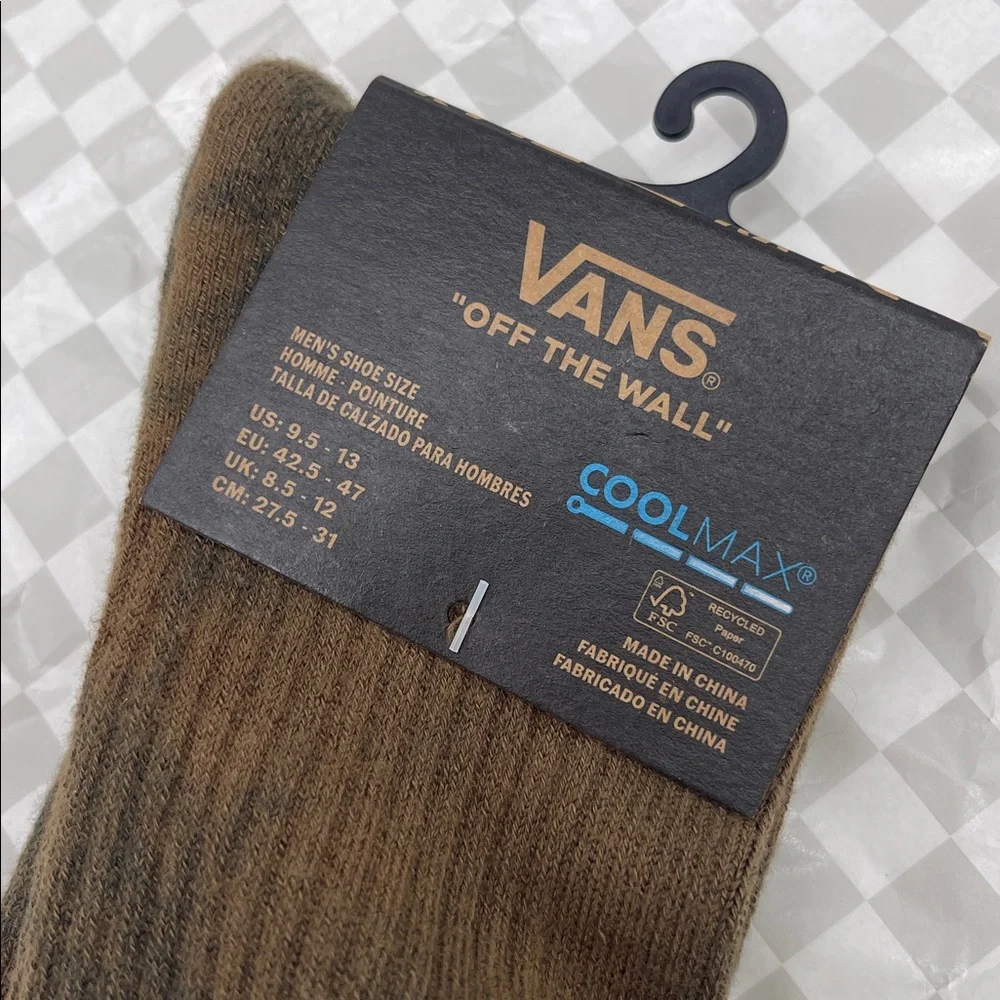 VANS®
"OFF THE WALL"
MEN'S SHOE SIZE
HOMME - POINTURE
TALLA DE CALZADO PARA HOMBRES
US: 9.5 - 13
EU: 42.5 - 47
UK: 8.5 - 12
CM: 27.5 - 31
COOLMAX®
FSC
RECYCLED
Paper
FSC™ C100470
MADE IN CHINA
FABRIQUÉ EN CHINE
FABRICADO EN CHINA